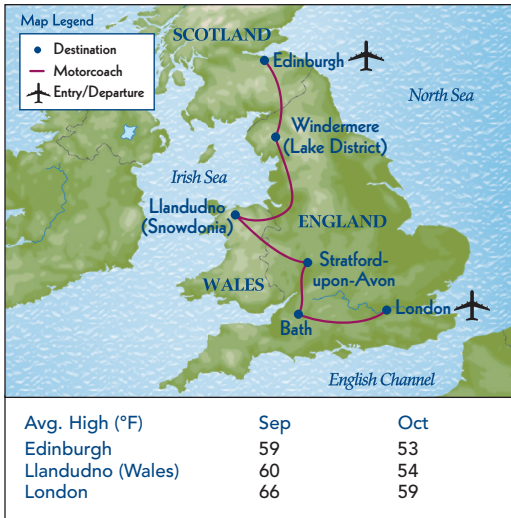 Map Legend
Destination
Motorcoach
Entry/Departure
SCOTLAND
Edinburgh
North Sea
Windermere
(Lake District)
Irish Sea
Llandudno
(Snowdonia)
ENGLAND
Stratford-
upon-Avon
WALES
London
Bath
English Channel
Avg. High (°F) Sep Oct
Edinburgh 59 53
Llandudno (Wales) 60 54
London 66 59